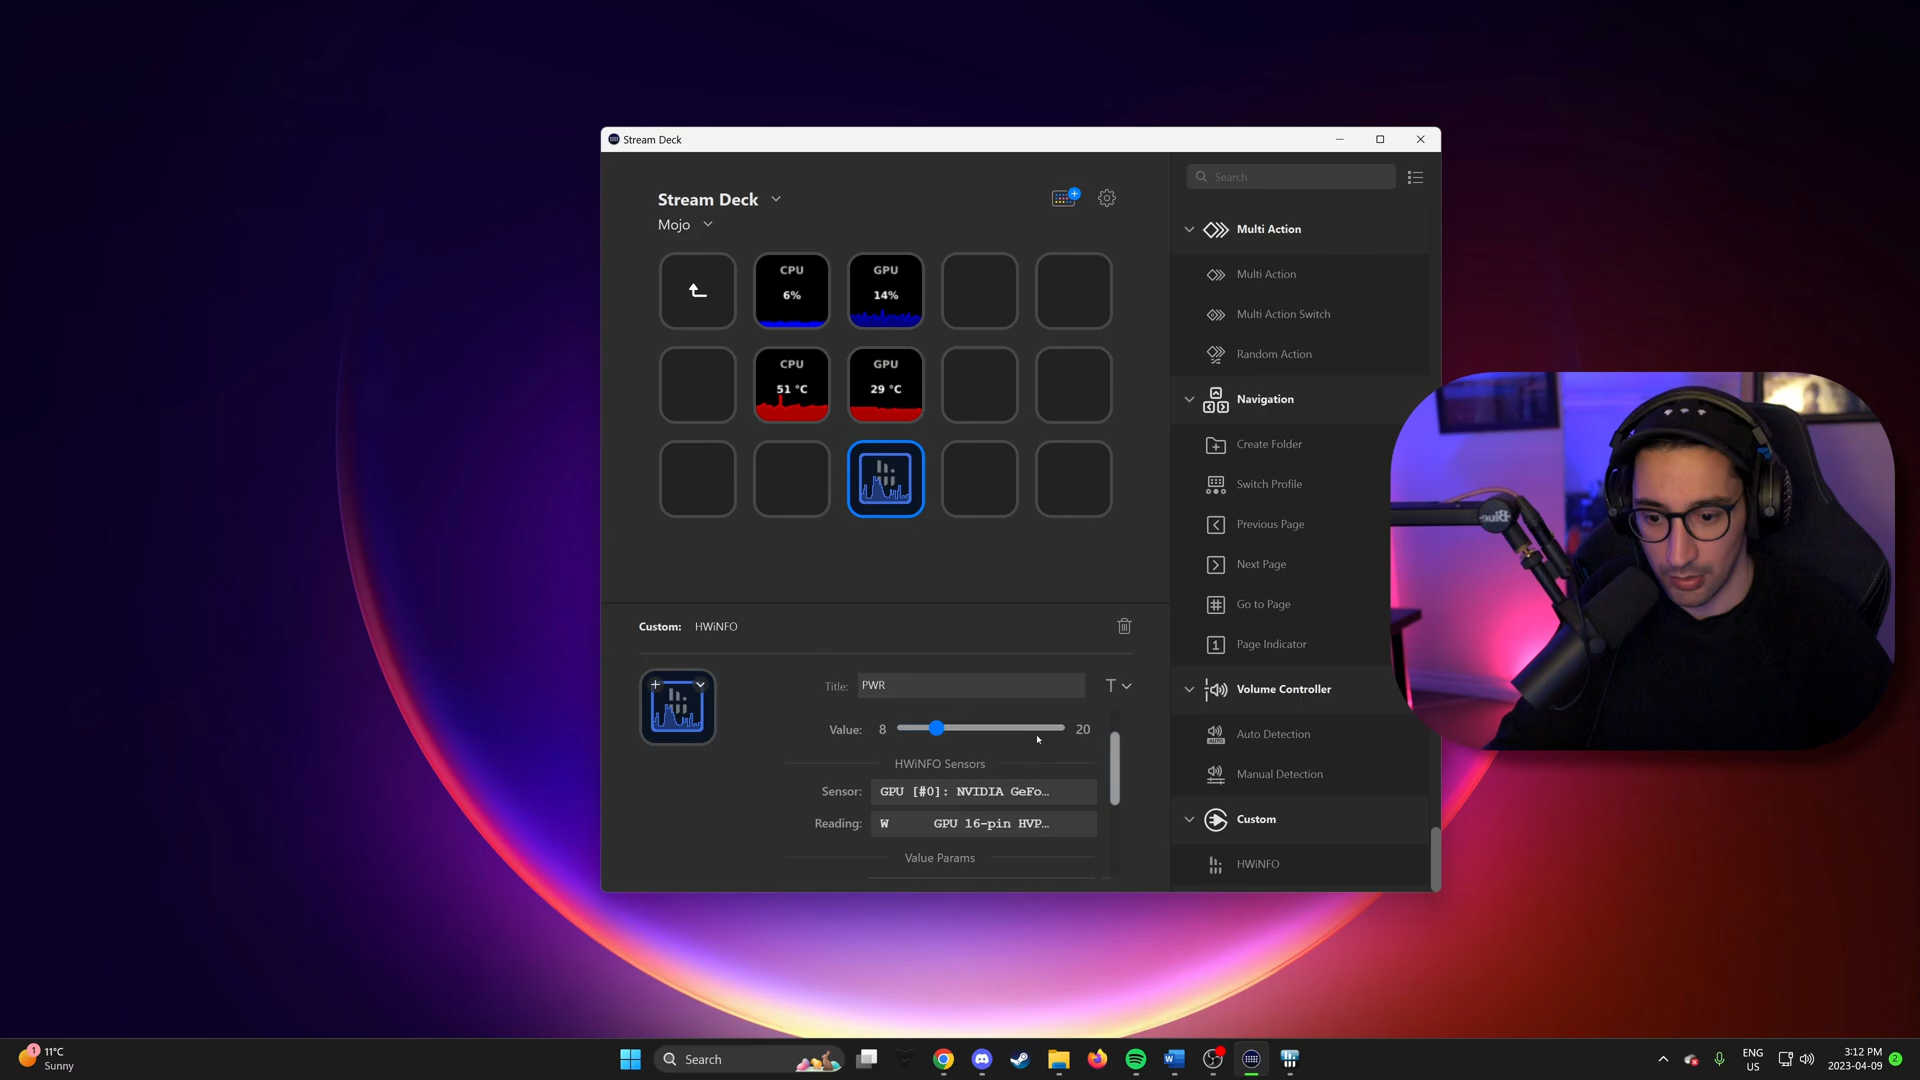 Stream Deck
Search
Stream Deck
Mojo
CPU
6%
GPU
14%
CPU
51 °C
GPU
29 °C
Multi Action
Multi Action
Multi Action Switch
Random Action
Navigation
Create Folder
Switch Profile
Previous Page
Next Page
Go to Page
Page Indicator
Volume Controller
Auto Detection
Manual Detection
Custom
HWiNFO
Custom: HWiNFO
Title: PWR
T
Value: 8 20
HWiNFO Sensors
Sensor: GPU [#0]: NVIDIA GeFo...
Reading: W GPU 16-pin HVP...
Value Params
Blue
1
11°C
Sunny
Search
ENG
US
3:12 PM
2023-04-09
2